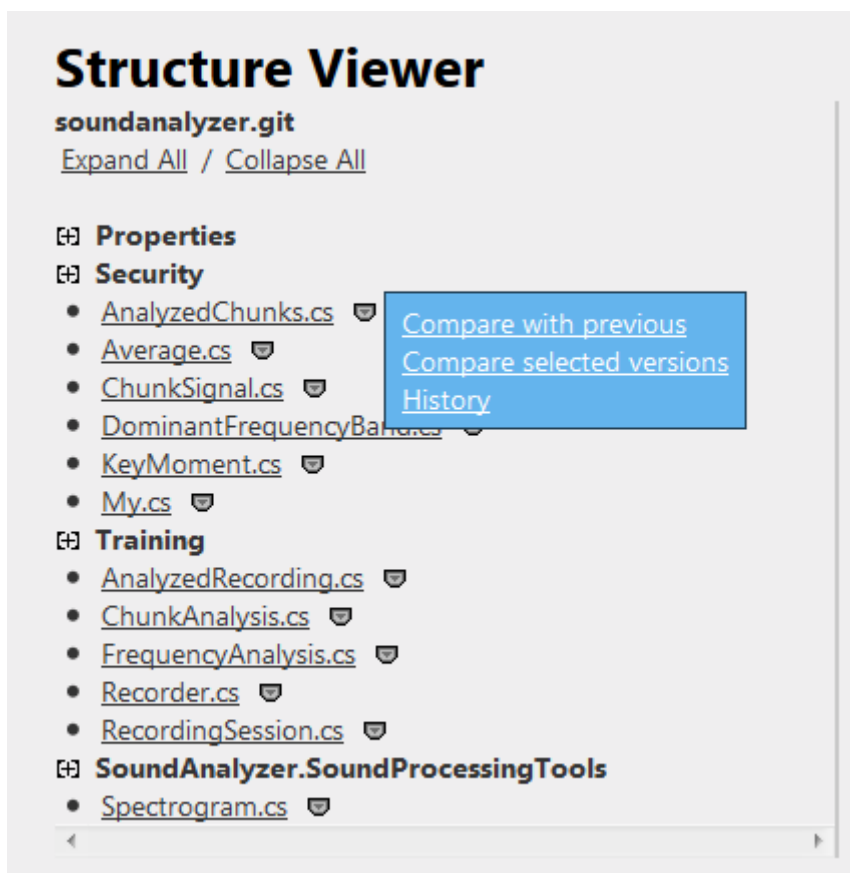 Structure Viewer
soundanalyzer.git
Expand All / Collapse All
Properties
Security
AnalyzedChunks.cs
Compare with previous
Average.cs
Compare selected versions
ChunkSignal.cs
History
DominantFrequencyBand.cs
KeyMoment.cs
My.cs
Training
AnalyzedRecording.cs
ChunkAnalysis.cs
FrequencyAnalysis.cs
Recorder.cs
RecordingSession.cs
SoundAnalyzer.SoundProcessingTools
Spectrogram.cs